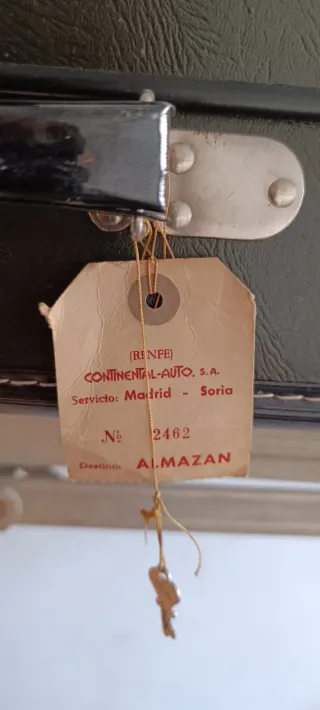 (RENFE)
CONTINENTAL-AUTO, S.A.
Servicio: Madrid - Soria
Nº 2462
Destino: ALMAZAN